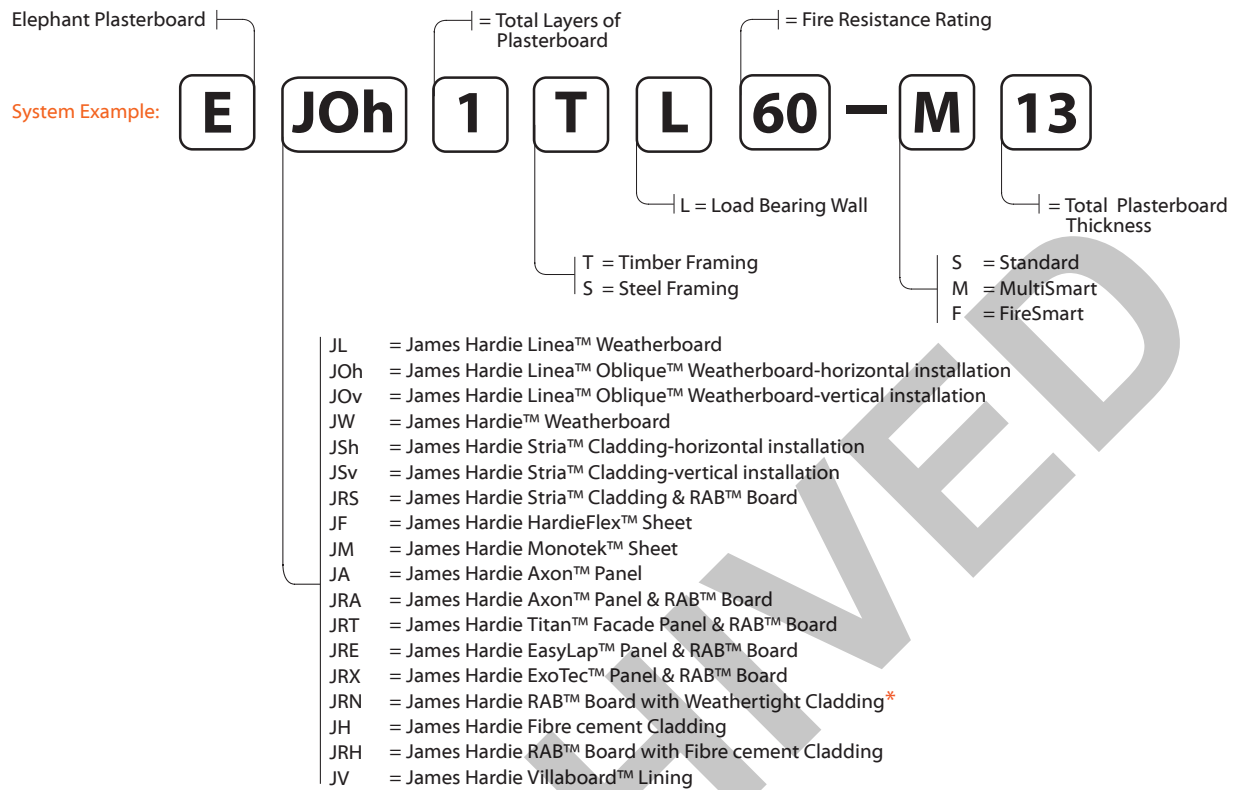 Elephant Plasterboard
= Total Layers of
Plasterboard
= Fire Resistance Rating
System Example:
E JOh 1 T L 60 – M 13
L = Load Bearing Wall
= Total Plasterboard
Thickness
T = Timber Framing
S = Steel Framing
S = Standard
M = MultiSmart
F = FireSmart
JL = James Hardie Linea™ Weatherboard
JOh = James Hardie Linea™ Oblique™ Weatherboard-horizontal installation
JOv = James Hardie Linea™ Oblique™ Weatherboard-vertical installation
JW = James Hardie™ Weatherboard
JSh = James Hardie Stria™ Cladding-horizontal installation
JSv = James Hardie Stria™ Cladding-vertical installation
JRS = James Hardie Stria™ Cladding & RAB™ Board
JF = James Hardie HardieFlex™ Sheet
JM = James Hardie Monotek™ Sheet
JA = James Hardie Axon™ Panel
JRA = James Hardie Axon™ Panel & RAB™ Board
JRT = James Hardie Titan™ Facade Panel & RAB™ Board
JRE = James Hardie EasyLap™ Panel & RAB™ Board
JRX = James Hardie ExoTec™ Panel & RAB™ Board
JRN = James Hardie RAB™ Board with Weathertight Cladding*
JH = James Hardie Fibre cement Cladding
JRH = James Hardie RAB™ Board with Fibre cement Cladding
JV = James Hardie Villaboard™ Lining
HIVED